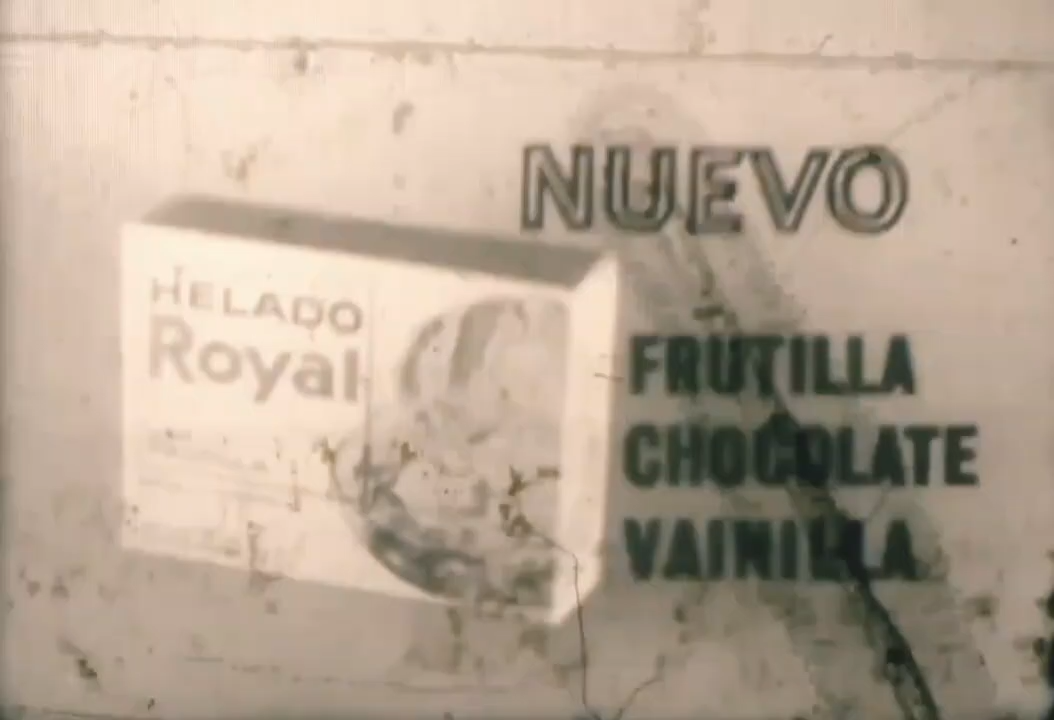 NUEVO
HELADO
Royal
FRUTILLA
CHOCOLATE
VAINILLA